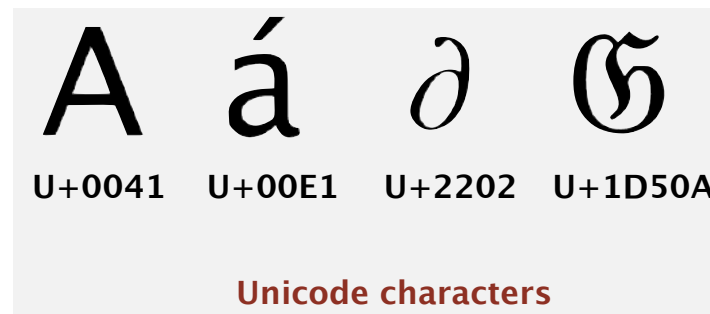 A á ∂ 𝔊
U+0041 U+00E1 U+2202 U+1D50A
Unicode characters